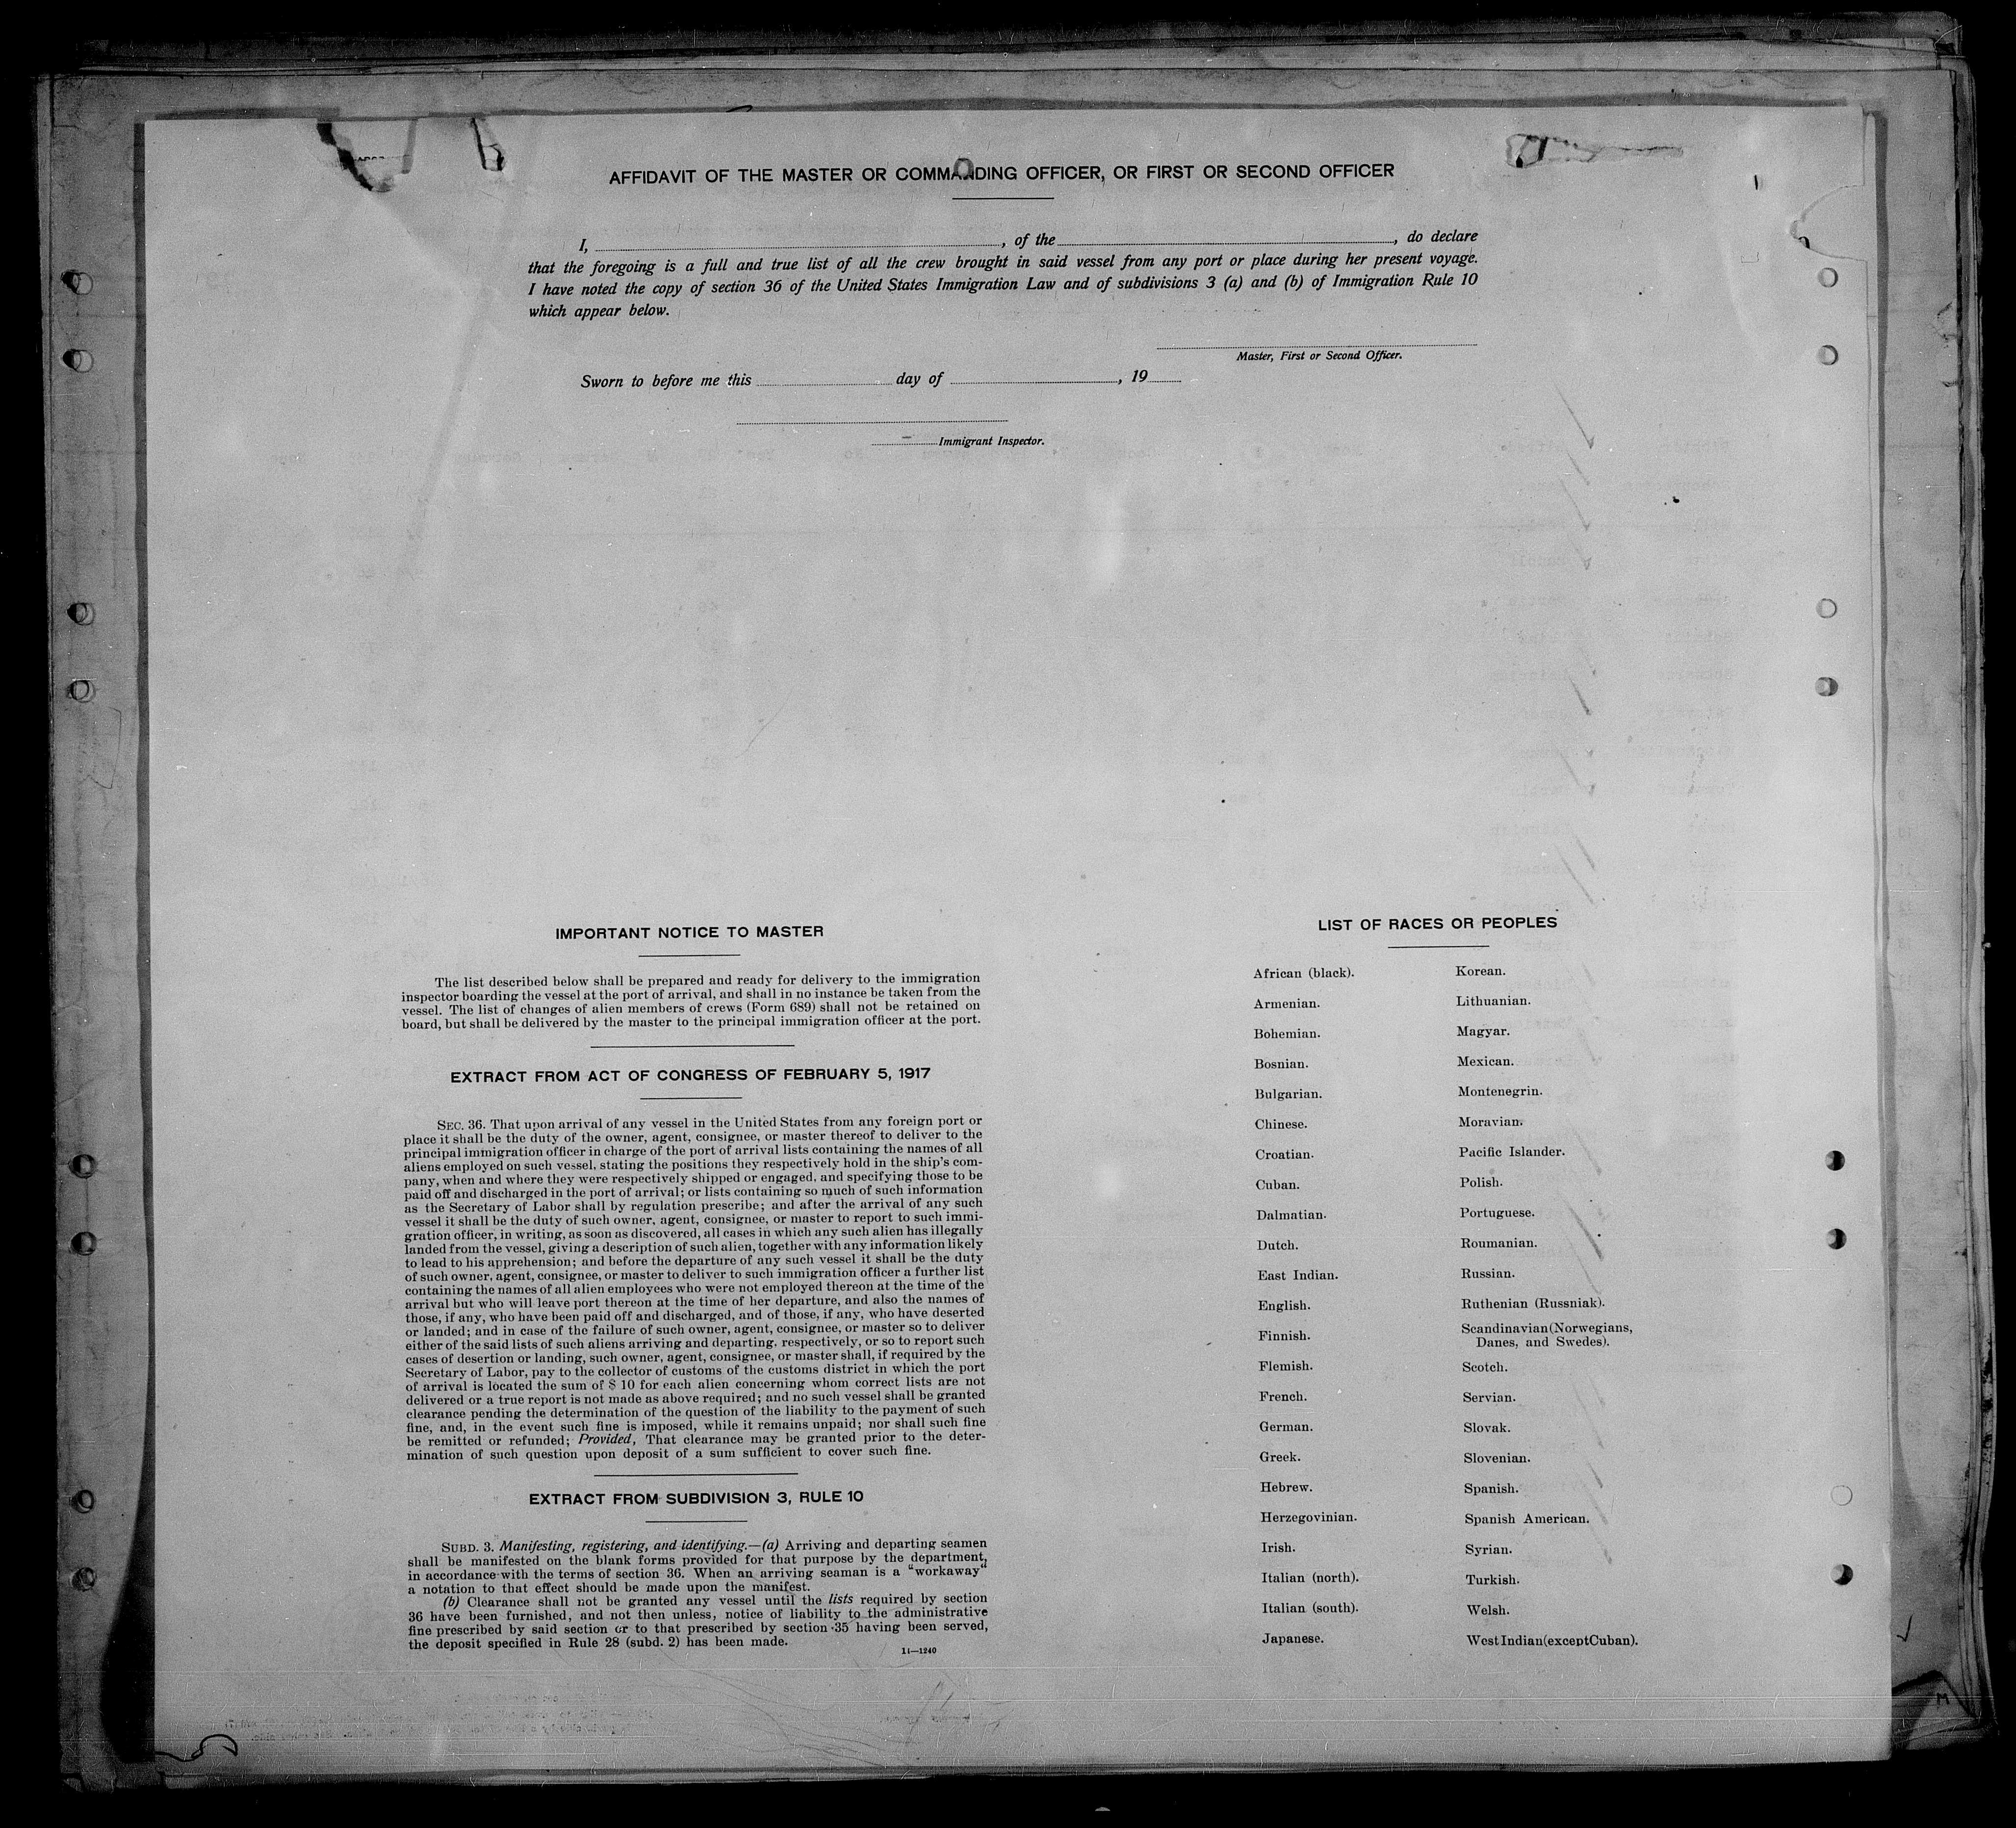 AFFIDAVIT OF THE MASTER OR COMMANDING OFFICER, OR FIRST OR SECOND OFFICER
I, , of the , do declare
that the foregoing is a full and true list of all the crew brought in said vessel from any port or place during her present voyage.
I have noted the copy of section 36 of the United States Immigration Law and of subdivisions 3 (a) and (b) of Immigration Rule 10
which appear below.
Master, First or Second Officer.
Sworn to before me this day of , 19
Immigrant Inspector.
IMPORTANT NOTICE TO MASTER
The list described below shall be prepared and ready for delivery to the immigration
inspector boarding the vessel at the port of arrival, and shall in no instance be taken from the
vessel. The list of changes of alien members of crews (Form 689) shall not be retained on
board, but shall be delivered by the master to the principal immigration officer at the port.
EXTRACT FROM ACT OF CONGRESS OF FEBRUARY 5, 1917
SEC. 36. That upon arrival of any vessel in the United States from any foreign port or
place it shall be the duty of the owner, agent, consignee, or master thereof to deliver to the
principal immigration officer in charge of the port of arrival lists containing the names of all
aliens employed on such vessel, stating the positions they respectively hold in the ship's com-
pany, when and where they were respectively shipped or engaged, and specifying those to be
paid off and discharged in the port of arrival; or lists containing so much of such information
as the Secretary of Labor shall by regulation prescribe; and after the arrival of any such
vessel it shall be the duty of such owner, agent, consignee, or master to report to such immi-
gration officer, in writing, as soon as discovered, all cases in which any such alien has illegally
landed from the vessel, giving a description of such alien, together with any information likely
to lead to his apprehension; and before the departure of any such vessel it shall be the duty
of such owner, agent, consignee, or master to deliver to such immigration officer a further list
containing the names of all alien employees who were not employed thereon at the time of the
arrival but who will leave port thereon at the time of her departure, and also the names of
those, if any, who have been paid off and discharged, and of those, if any, who have deserted
or landed; and in case of the failure of such owner, agent, consignee, or master so to deliver
either of the said lists of such aliens arriving and departing, respectively, or so to report such
cases of desertion or landing, such owner, agent, consignee, or master shall, if required by the
Secretary of Labor, pay to the collector of customs of the customs district in which the port
of arrival is located the sum of $ 10 for each alien concerning whom correct lists are not
delivered or a true report is not made as above required; and no such vessel shall be granted
clearance pending the determination of the question of the liability to the payment of such
fine, and, in the event such fine is imposed, while it remains unpaid; nor shall such fine
be remitted or refunded; Provided, That clearance may be granted prior to the deter-
mination of such question upon deposit of a sum sufficient to cover such fine.
EXTRACT FROM SUBDIVISION 3, RULE 10
SUBD. 3. Manifesting, registering, and identifying.—(a) Arriving and departing seamen
shall be manifested on the blank forms provided for that purpose by the department,
in accordance with the terms of section 36. When an arriving seaman is a "workaway"
a notation to that effect should be made upon the manifest.
(b) Clearance shall not be granted any vessel until the lists required by section
36 have been furnished, and not then unless, notice of liability to the administrative
fine prescribed by said section or to that prescribed by section 35 having been served,
the deposit specified in Rule 28 (subd. 2) has been made.
14—1240
LIST OF RACES OR PEOPLES
African (black).
Armenian.
Bohemian.
Bosnian.
Bulgarian.
Chinese.
Croatian.
Cuban.
Dalmatian.
Dutch.
East Indian.
English.
Finnish.
Flemish.
French.
German.
Greek.
Hebrew.
Herzegovinian.
Irish.
Italian (north).
Italian (south).
Japanese.
Korean.
Lithuanian.
Magyar.
Mexican.
Montenegrin.
Moravian.
Pacific Islander.
Polish.
Portuguese.
Roumanian.
Russian.
Ruthenian (Russniak).
Scandinavian (Norwegians,
Danes, and Swedes).
Scotch.
Servian.
Slovak.
Slovenian.
Spanish.
Spanish American.
Syrian.
Turkish.
Welsh.
West Indian (except Cuban).